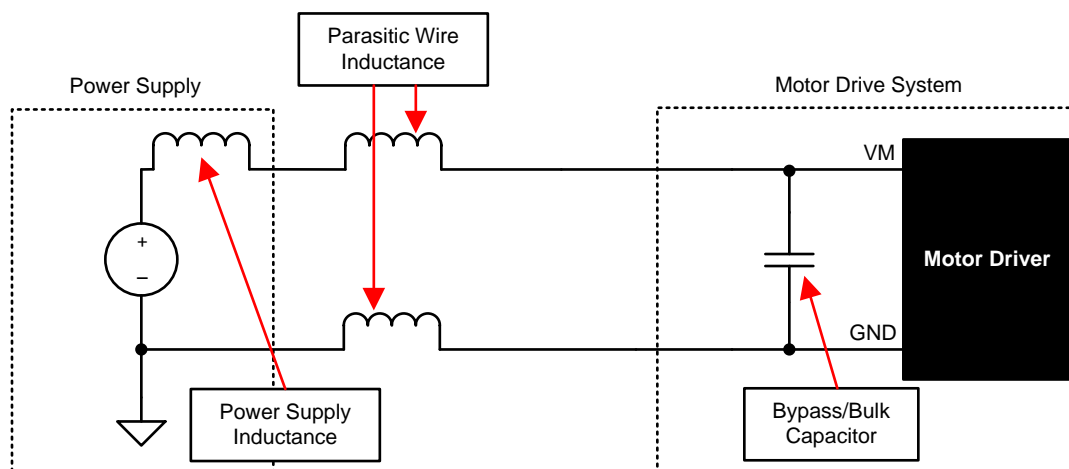 Parasitic Wire
Inductance
Power Supply
Motor Drive System
VM
+
–
Motor Driver
GND
Power Supply
Inductance
Bypass/Bulk
Capacitor